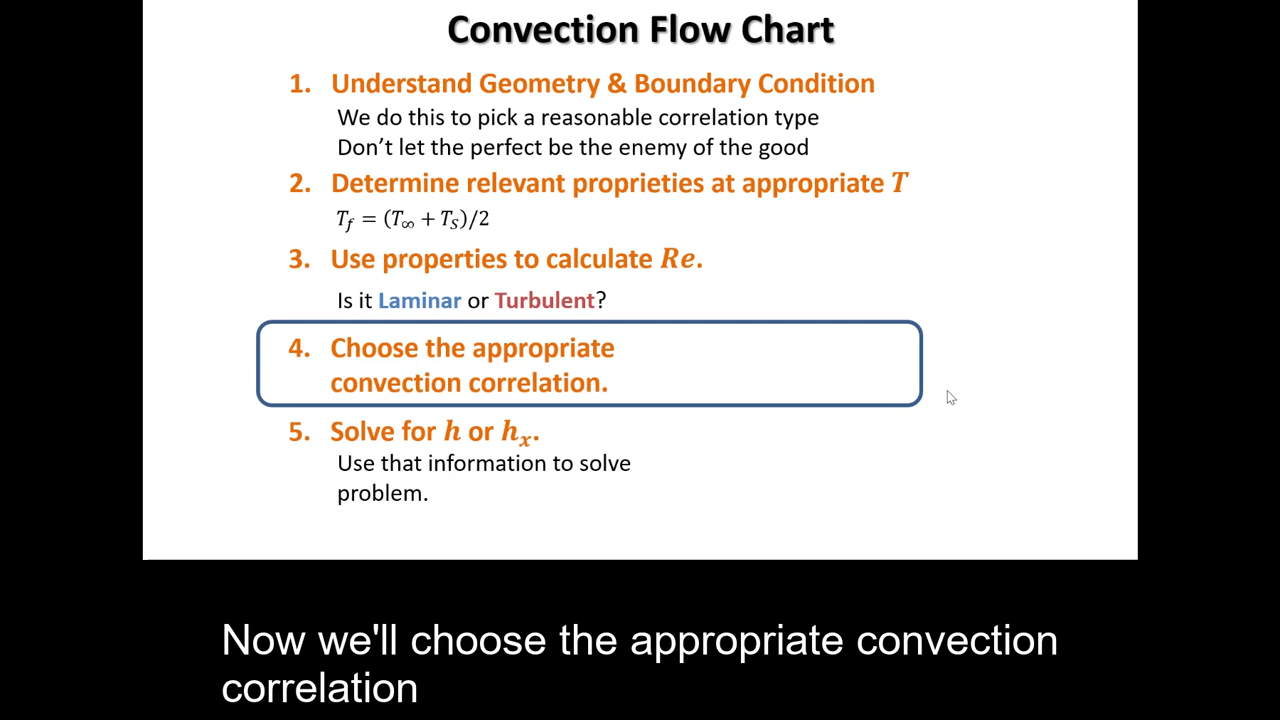 Convection Flow Chart
1. Understand Geometry & Boundary Condition
We do this to pick a reasonable correlation type
Don't let the perfect be the enemy of the good
2. Determine relevant proprieties at appropriate T
T_f = (T_∞ + T_S)/2
3. Use properties to calculate Re.
Is it Laminar or Turbulent?
4. Choose the appropriate
convection correlation.
5. Solve for h or h_x.
Use that information to solve
problem.
Now we'll choose the appropriate convection
correlation